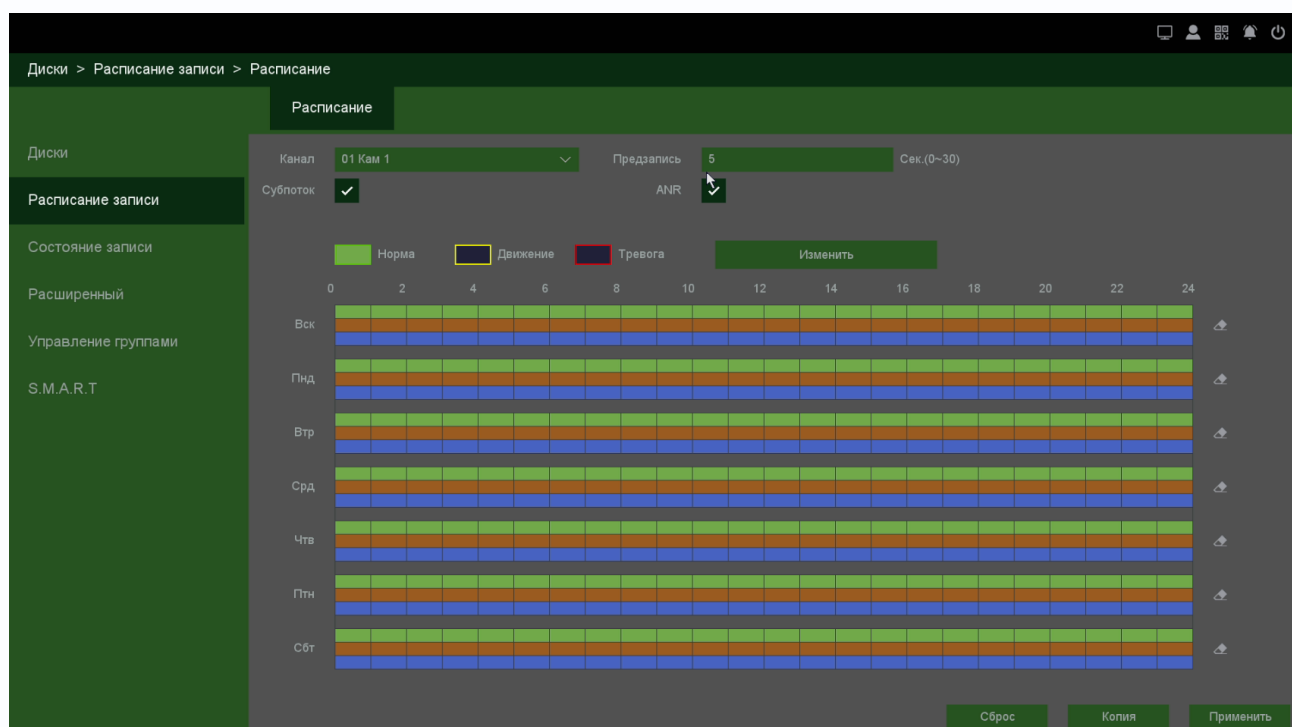 Диски > Расписание записи > Расписание
Расписание
Диски
Расписание записи
Состояние записи
Расширенный
Управление группами
S.M.A.R.T
Канал 01 Кам 1 Предзапись 5 Сек.(0~30)
Субпоток ANR
Норма Движение Тревога Изменить
0 2 4 6 8 10 12 14 16 18 20 22 24
Вск
Пнд
Втр
Срд
Чтв
Птн
Сбт
Сброс Копия Применить